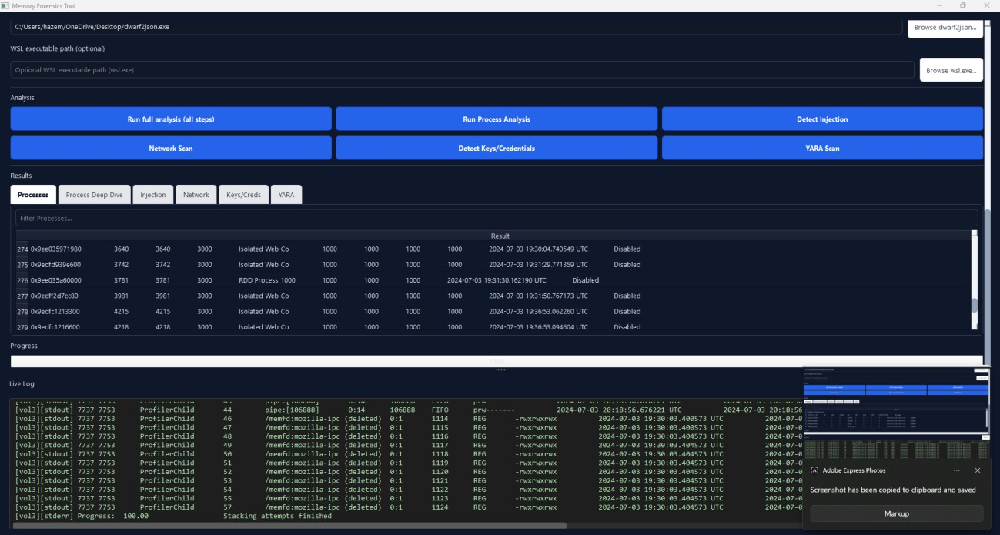 Memory Forensics Tool
C:/Users/hazem/OneDrive/Desktop/dwarf2json.exe
Browse dwarf2json...
WSL executable path (optional)
Optional WSL executable path (wsl.exe)
Browse wsl.exe...
Analysis
Run full analysis (all steps) Run Process Analysis Detect Injection
Network Scan Detect Keys/Credentials YARA Scan
Results
Processes Process Deep Dive Injection Network Keys/Creds YARA
Filter Processes...
Result
274 0x9ee035971980 3640 3640 3000 Isolated Web Co 1000 1000 1000 1000 2024-07-03 19:30:04.740549 UTC Disabled
275 0x9edfd939e600 3742 3742 3000 Isolated Web Co 1000 1000 1000 1000 2024-07-03 19:31:29.771359 UTC Disabled
276 0x9ee035a60000 3781 3781 3000 RDD Process 1000 1000 1000 1000 2024-07-03 19:31:30.162190 UTC Disabled
277 0x9edff2d7cc80 3981 3981 3000 Isolated Web Co 1000 1000 1000 1000 2024-07-03 19:31:50.767173 UTC Disabled
278 0x9edfc1213300 4215 4215 3000 Isolated Web Co 1000 1000 1000 1000 2024-07-03 19:36:53.062260 UTC Disabled
279 0x9edfc1216600 4218 4218 3000 Isolated Web Co 1000 1000 1000 1000 2024-07-03 19:36:53.094604 UTC Disabled
Progress
100%
Live Log
[vol3][stdout] 7737 7753 ProfilerChild 44 pipe:[106888] 0:14 106888 FIFO prw------- 2024-07-03 20:18:56.676221 UTC 2024-07-03 20:18:56
[vol3][stdout] 7737 7753 ProfilerChild 46 /memfd:mozilla-ipc (deleted) 0:1 1114 REG -rwxrwxrwx 2024-07-03 19:30:03.400573 UTC 2024-07-0
[vol3][stdout] 7737 7753 ProfilerChild 47 /memfd:mozilla-ipc (deleted) 0:1 1115 REG -rwxrwxrwx 2024-07-03 19:30:03.404573 UTC 2024-07-0
[vol3][stdout] 7737 7753 ProfilerChild 48 /memfd:mozilla-ipc (deleted) 0:1 1116 REG -rwxrwxrwx 2024-07-03 19:30:03.404573 UTC 2024-07-0
[vol3][stdout] 7737 7753 ProfilerChild 49 /memfd:mozilla-ipc (deleted) 0:1 1117 REG -rwxrwxrwx 2024-07-03 19:30:03.404573 UTC 2024-07-0
[vol3][stdout] 7737 7753 ProfilerChild 50 /memfd:mozilla-ipc (deleted) 0:1 1118 REG -rwxrwxrwx 2024-07-03 19:30:03.404573 UTC 2024-07-0
[vol3][stdout] 7737 7753 ProfilerChild 51 /memfd:mozilla-ipc (deleted) 0:1 1119 REG -rwxrwxrwx 2024-07-03 19:30:03.404573 UTC 2024-07-0
[vol3][stdout] 7737 7753 ProfilerChild 52 /memfd:mozilla-ipc (deleted) 0:1 1120 REG -rwxrwxrwx 2024-07-03 19:30:03.404573 UTC 2024-07-0
[vol3][stdout] 7737 7753 ProfilerChild 53 /memfd:mozilla-ipc (deleted) 0:1 1121 REG -rwxrwxrwx 2024-07-03 19:30:03.404573 UTC 2024-07-0
[vol3][stdout] 7737 7753 ProfilerChild 54 /memfd:mozilla-ipc (deleted) 0:1 1122 REG -rwxrwxrwx 2024-07-03 19:30:03.404573 UTC 2024-07-0
[vol3][stdout] 7737 7753 ProfilerChild 55 /memfd:mozilla-ipc (deleted) 0:1 1123 REG -rwxrwxrwx 2024-07-03 19:30:03.404573 UTC 2024-07-0
[vol3][stdout] 7737 7753 ProfilerChild 57 /memfd:mozilla-ipc (deleted) 0:1 1124 REG -rwxrwxrwx 2024-07-03 19:30:03.404573 UTC 2024-07-0
[vol3][stderr] Progress: 100.00 Stacking attempts finished
Adobe Express Photos
Screenshot has been copied to clipboard and saved
Markup